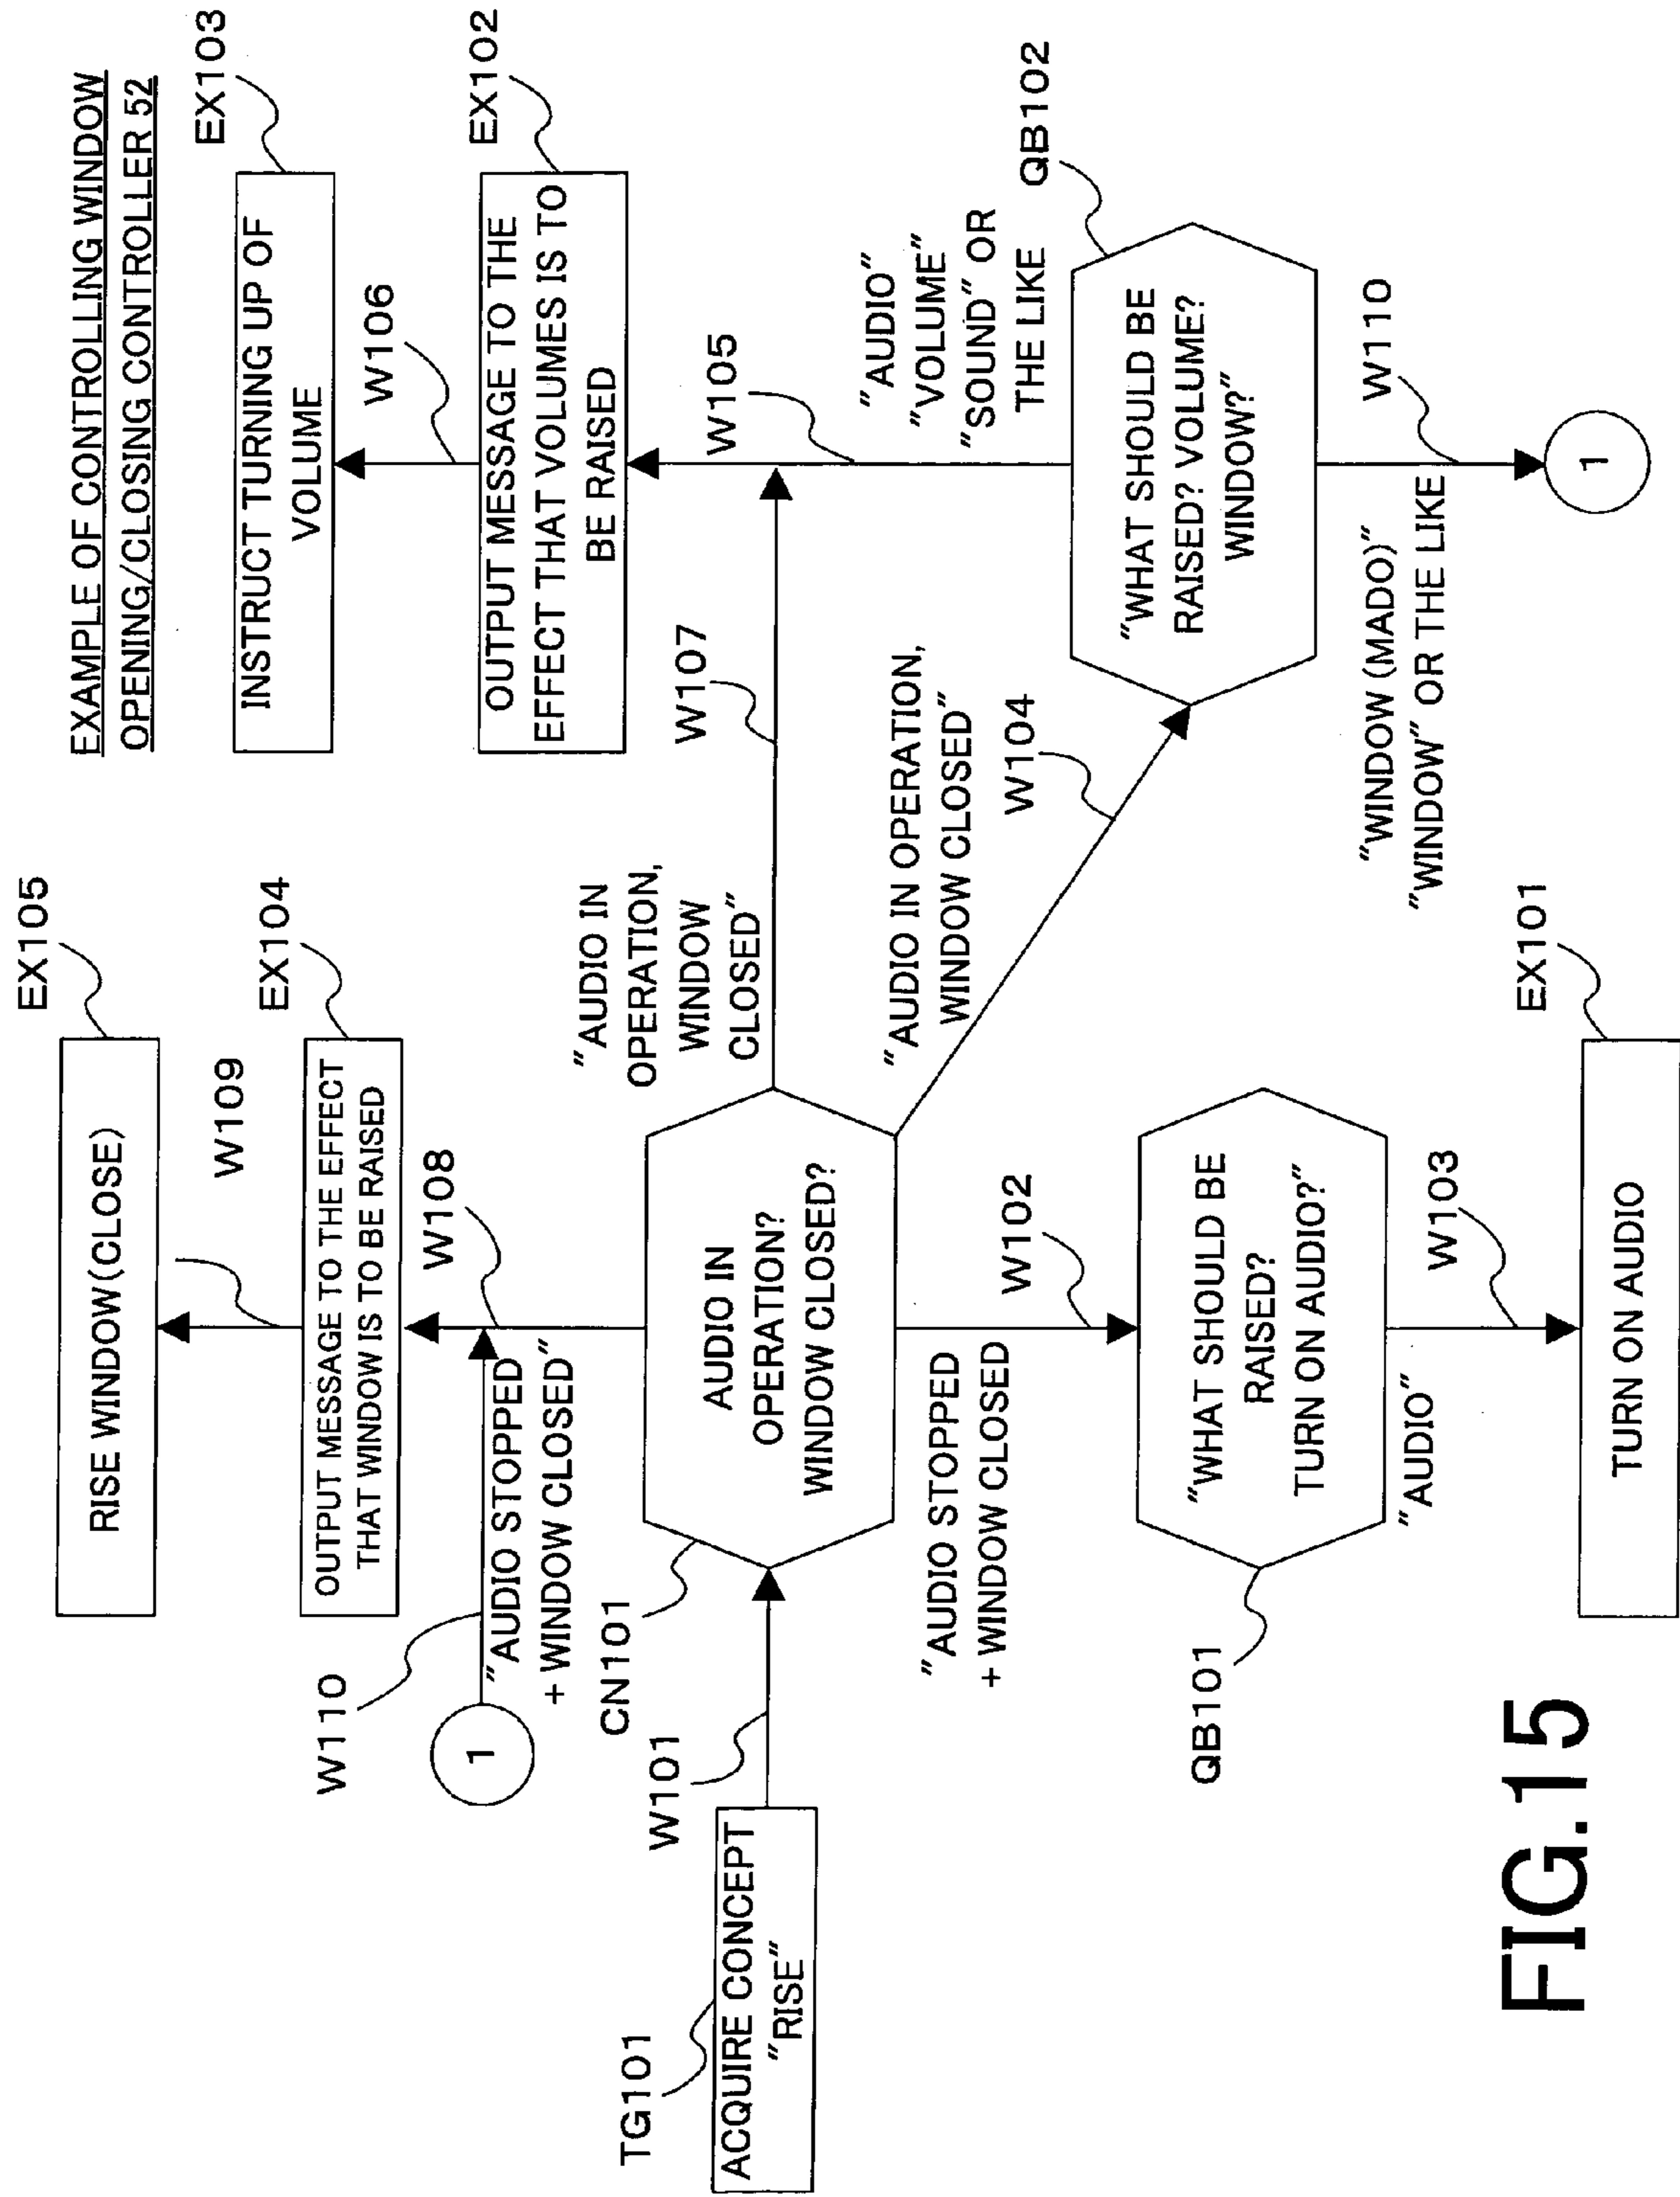 EXAMPLE OF CONTROLLING WINDOW
OPENING/CLOSING CONTROLLER 52
EX105
RISE WINDOW(CLOSE)
W109
EX104
OUTPUT MESSAGE TO THE EFFECT
THAT WINDOW IS TO BE RAISED
W108
W110
1
"AUDIO STOPPED
+ WINDOW CLOSED"
EX103
INSTRUCT TURNING UP OF
VOLUME
W106
EX102
OUTPUT MESSAGE TO THE
EFFECT THAT VOLUMES IS TO
BE RAISED
W105
W107
"AUDIO IN
OPERATION,
WINDOW
CLOSED"
TG101
ACQUIRE CONCEPT
"RISE"
W101
CN101
AUDIO IN
OPERATION?
WINDOW CLOSED?
"AUDIO IN OPERATION,
WINDOW CLOSED"
W104
"AUDIO"
"VOLUME"
"SOUND" OR
THE LIKE
QB102
"WHAT SHOULD BE
RAISED? VOLUME?
WINDOW?"
"AUDIO STOPPED
+ WINDOW CLOSED
W102
QB101
"WHAT SHOULD BE
RAISED?
TURN ON AUDIO?"
"AUDIO"
W103
"WINDOW (MADO)"
"WINDOW" OR THE LIKE
W110
1
EX101
TURN ON AUDIO
FIG.15